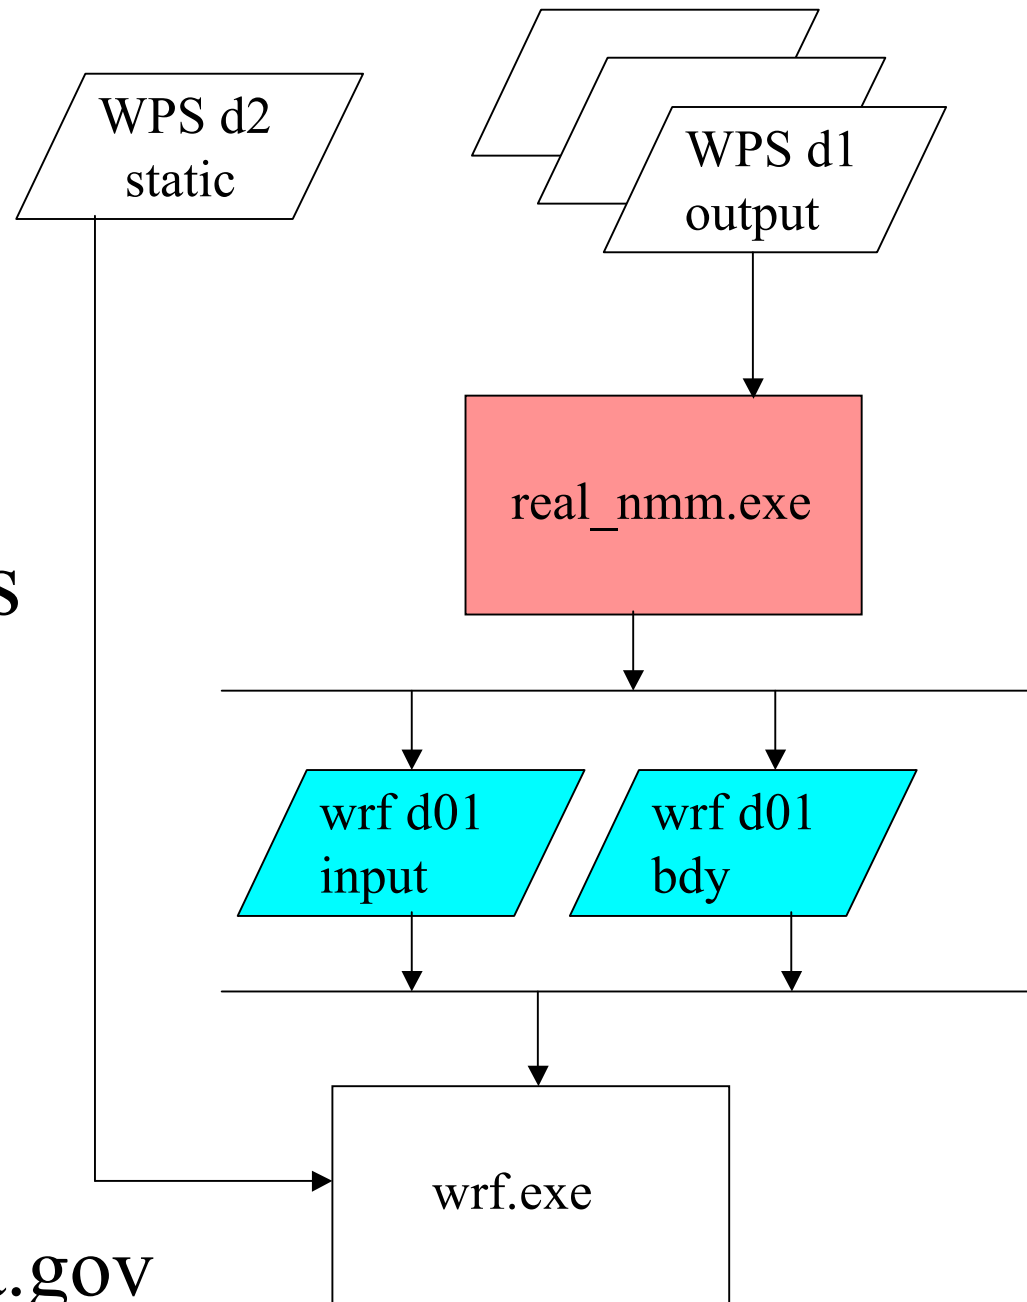 WPS d2
static
WPS d1
output
real_nmm.exe
s
wrf d01
input
wrf d01
bdy
wrf.exe
.gov